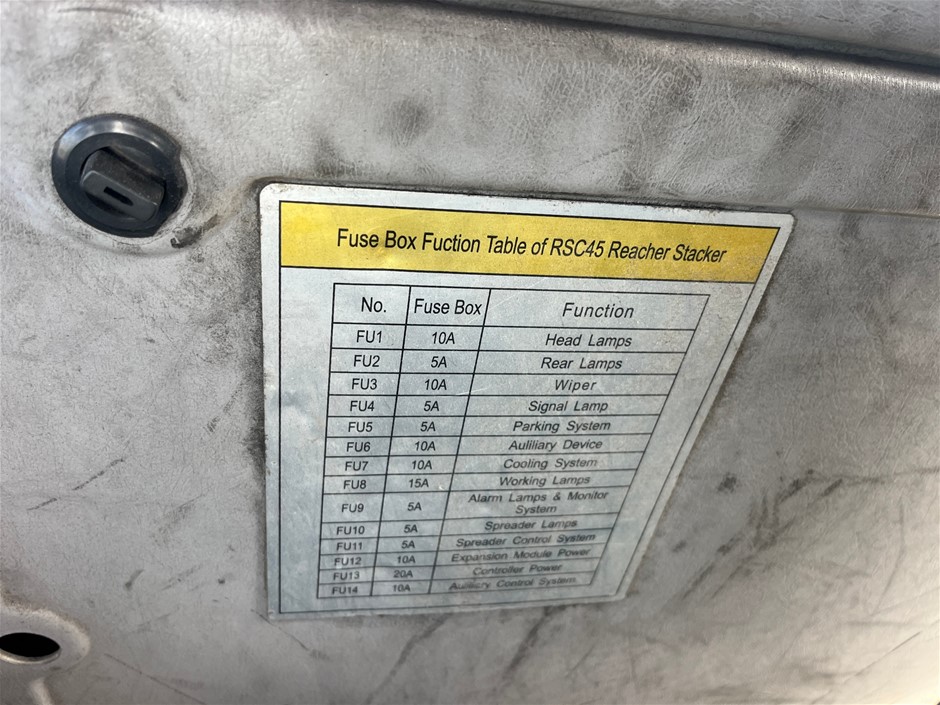 Fuse Box Fuction Table of RSC45 Reacher Stacker
No. Fuse Box Function
FU1 10A Head Lamps
FU2 5A Rear Lamps
FU3 10A Wiper
FU4 5A Signal Lamp
FU5 5A Parking System
FU6 10A Auliliary Device
FU7 10A Cooling System
FU8 15A Working Lamps
FU9 5A Alarm Lamps & Monitor
System
FU10 5A Spreader Lamps
FU11 5A Spreader Control System
FU12 10A Expansion Module Power
FU13 20A Controller Power
FU14 10A Control System